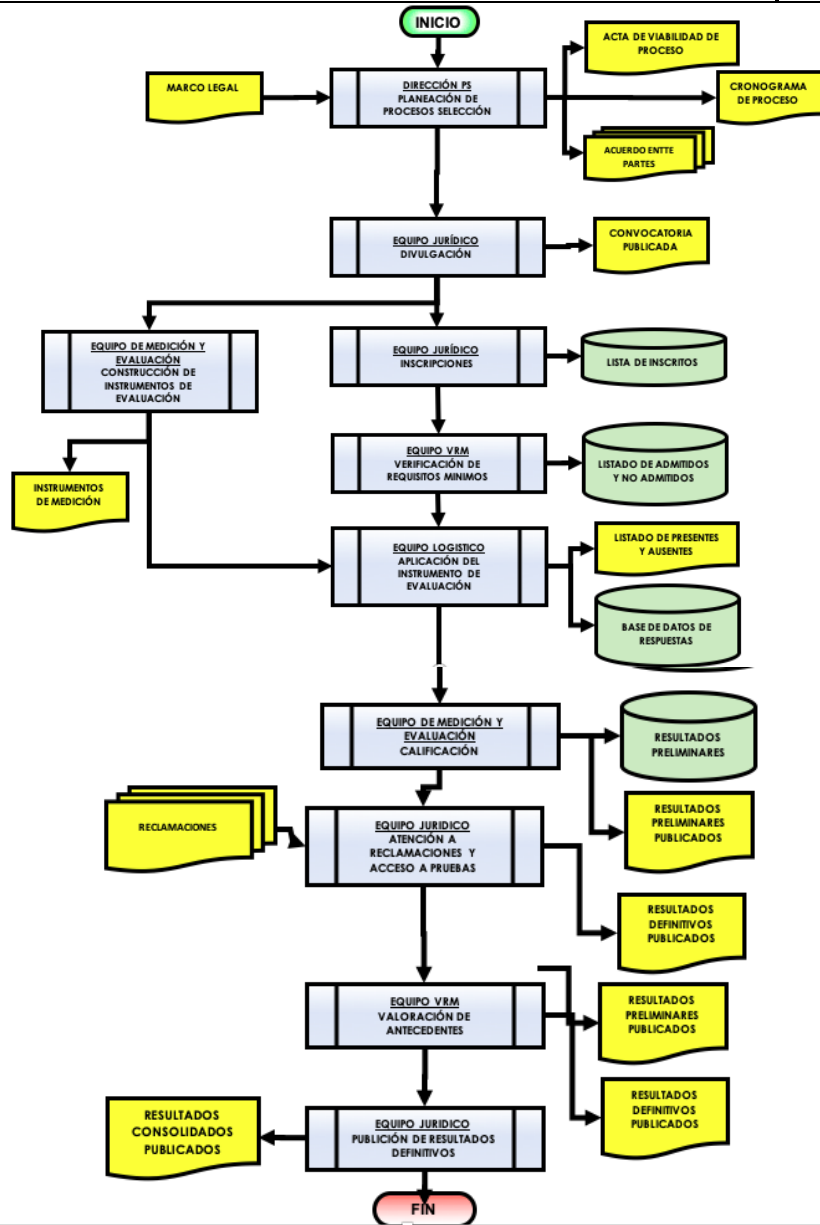 INICIO
ACTA DE VIABILIDAD DE
PROCESO
MARCO LEGAL
DIRECCIÓN PS
PLANEACIÓN DE
PROCESOS SELECCIÓN
CRONOGRAMA
DE PROCESO
ACUERDO ENTTE
PARTES
EQUIPO JURÍDICO
DIVULGACIÓN
CONVOCATORIA
PUBLICADA
EQUIPO DE MEDICIÓN Y
EVALUACIÓN
CONSTRUCCIÓN DE
INSTRUMENTOS DE
EVALUACIÓN
EQUIPO JURÍDICO
INSCRIPCIONES
LISTA DE INSCRITOS
INSTRUMENTOS
DE MEDICIÓN
EQUIPO VRM
VERIFICACIÓN DE
REQUISITOS MINIMOS
LISTADO DE ADMITIDOS
Y NO ADMITIDOS
EQUIPO LOGISTICO
APLICACIÓN DEL
INSTRUMENTO DE
EVALUACIÓN
LISTADO DE PRESENTES
Y AUSENTES
BASE DE DATOS DE
RESPUESTAS
EQUIPO DE MEDICIÓN Y
EVALUACIÓN
CALIFICACIÓN
RESULTADOS
PRELIMINARES
RESULTADOS
PRELIMINARES
PUBLICADOS
RECLAMACIONES
EQUIPO JURIDICO
ATENCIÓN A
RECLAMACIONES Y
ACCESO A PRUEBAS
RESULTADOS
DEFINITIVOS
PUBLICADOS
EQUIPO VRM
VALORACIÓN DE
ANTECEDENTES
RESULTADOS
PRELIMINARES
PUBLICADOS
RESULTADOS
DEFINITIVOS
PUBLICADOS
RESULTADOS
CONSOLIDADOS
PUBLICADOS
EQUIPO JURIDICO
PUBLICIÓN DE RESULTADOS
DEFINITIVOS
FIN